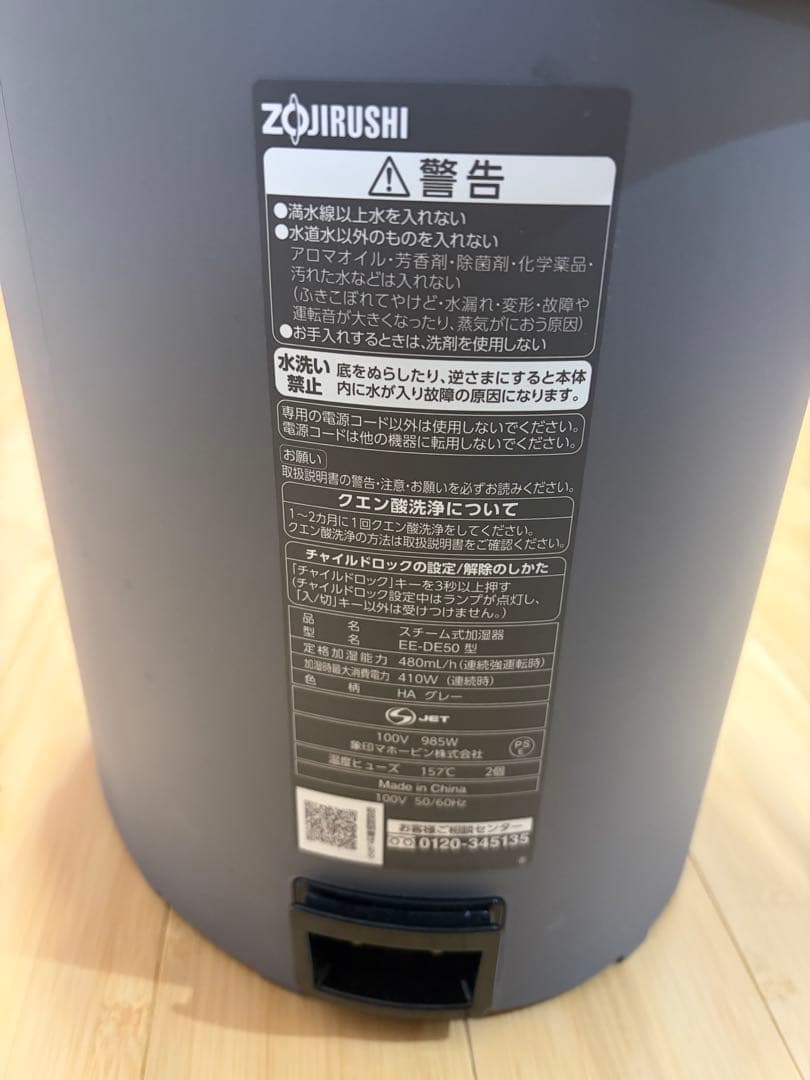 ZOJIRUSHI
警告
●満水線以上水を入れない
●水道水以外のものを入れない
アロマオイル・芳香剤・除菌剤・化学薬品・
汚れた水などは入れない
(ふきこぼれてやけど・水漏れ・変形・故障や
運転音が大きくなったり、蒸気がにおう原因)
●お手入れするときは、洗剤を使用しない
水洗い
禁止
底をぬらしたり、逆さまにすると本体
内に水が入り故障の原因になります。
専用の電源コード以外は使用しないでください。
電源コードは他の機器に転用しないでください。
お願い
取扱説明書の警告・注意・お願いを必ずお読みください。
クエン酸洗浄について
1〜2カ月に1回クエン酸洗浄をしてください。
クエン酸洗浄の方法は取扱説明書をご確認ください。
チャイルドロックの設定/解除のしかた
「チャイルドロック」キーを3秒以上押す
(チャイルドロック設定中はランプが点灯し、
「入/切」キー以外は受けつけません。)
品名 スチーム式加湿器
型名 EE-DE50 型
定格加湿能力 480mL/h(連続強運転時)
加湿時最大消費電力 410W (連続時)
色柄 HA グレー
JET
100V 985W
象印マホービン株式会社
PS
E
温度ヒューズ 157℃ 2個
Made in China
100V 50/60Hz
お客様ご相談センター
0120-345135